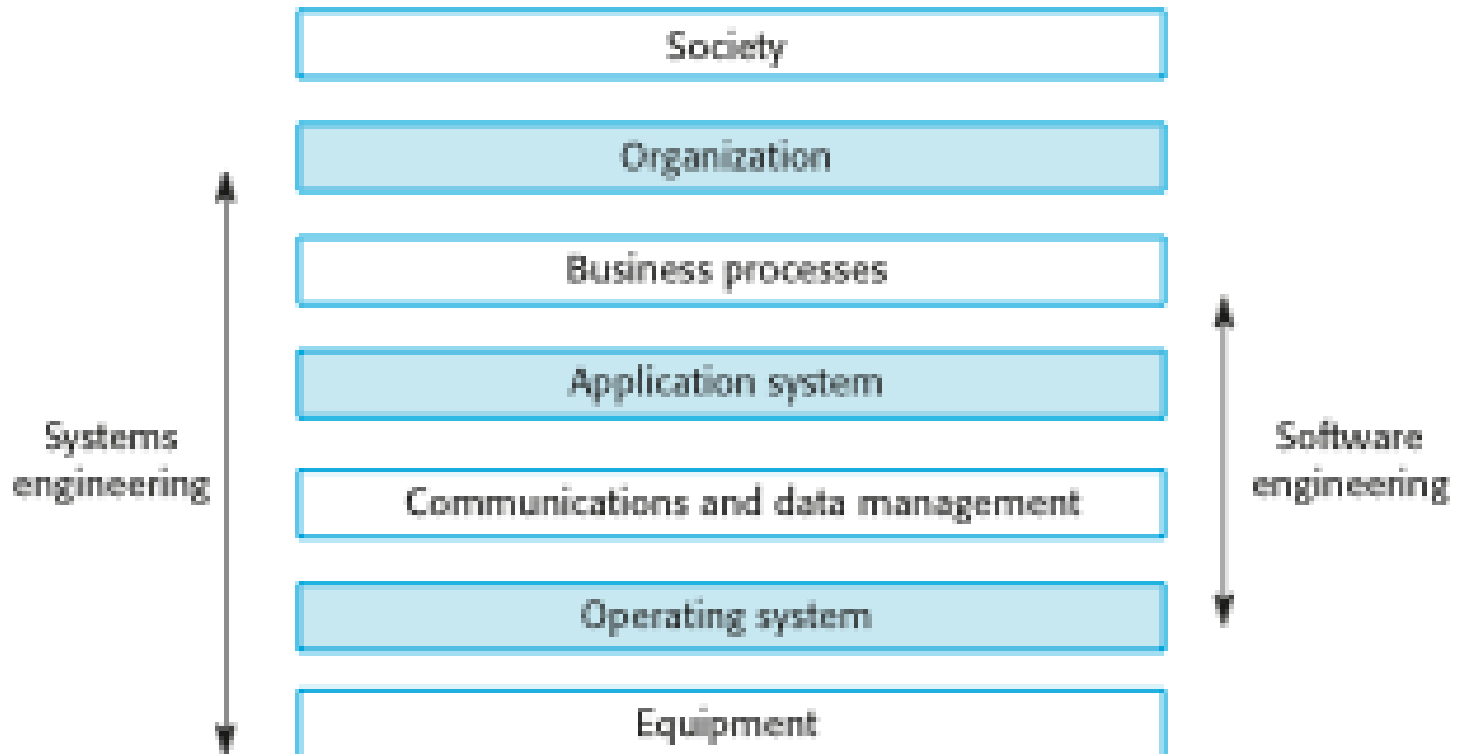 Society
Organization
Business processes
Application system
Systems
engineering
Software
engineering
Communications and data management
Operating system
Equipment